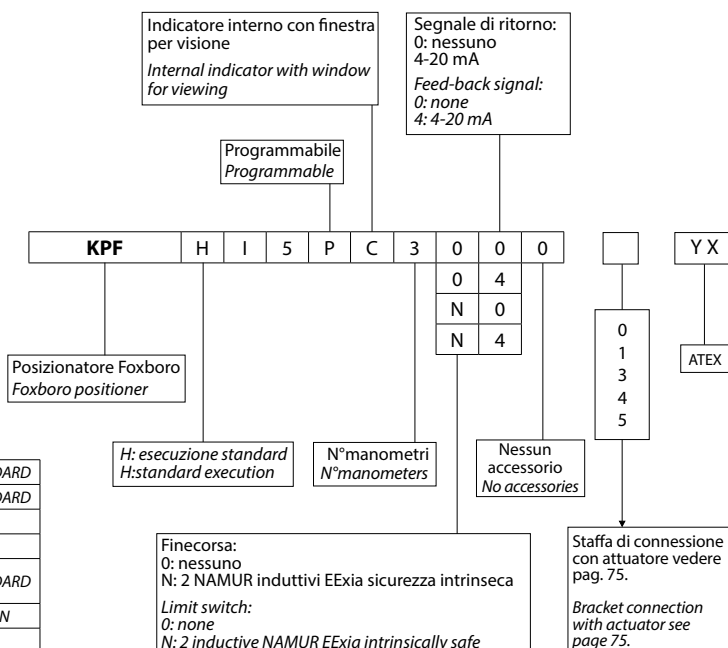 Indicatore interno con finestra
per visione
Internal indicator with window
for viewing
Segnale di ritorno:
0: nessuno
4-20 mA
Feed-back signal:
0: none
4: 4-20 mA
Programmabile
Programmable
KPF H I 5 P C 3 0 0 0 Y X
0 4
N 0
N 4
0
1
3
4
5
ATEX
Posizionatore Foxboro
Foxboro positioner
H: esecuzione standard
H:standard execution
N°manometri
N°manometers
Nessun
accessorio
No accessories
Finecorsa:
0: nessuno
N: 2 NAMUR induttivi EExia sicurezza intrinseca
Limit switch:
0: none
N: 2 inductive NAMUR EExia intrinsically safe
Staffa di connessione
con attuatore vedere
pag. 75.
Bracket connection
with actuator see
page 75.